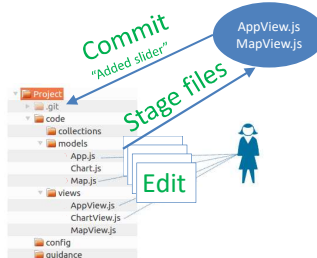 Commit
"Added slider"
AppView.js
MapView.js
Stage files
Project
.git
code
collections
models
App.js
Chart.js
Map.js
Edit
views
AppView.js
ChartView.js
MapView.js
config
guidance